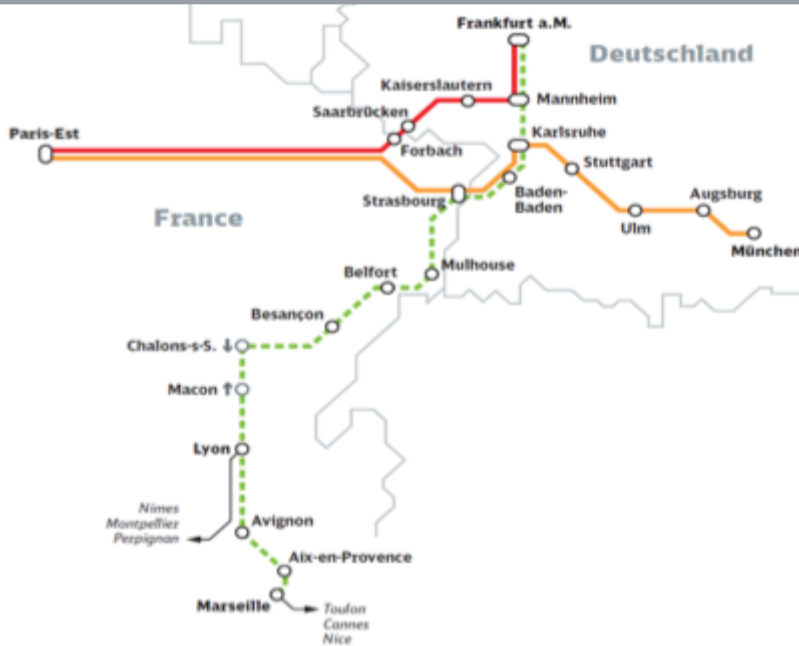 Frankfurt a.M.
Deutschland
Kaiserslautern
Mannheim
Saarbrücken
Paris-Est
Karlsruhe
Forbach
Stuttgart
Strasbourg
Baden-
Baden
Augsburg
France
Ulm
München
Mulhouse
Belfort
Besançon
Chalons-s-S. ↓
Macon ↑
Lyon
Nimes
Montpellier
Perpignan
Avignon
Aix-en-Provence
Marseille
Toulon
Cannes
Nice